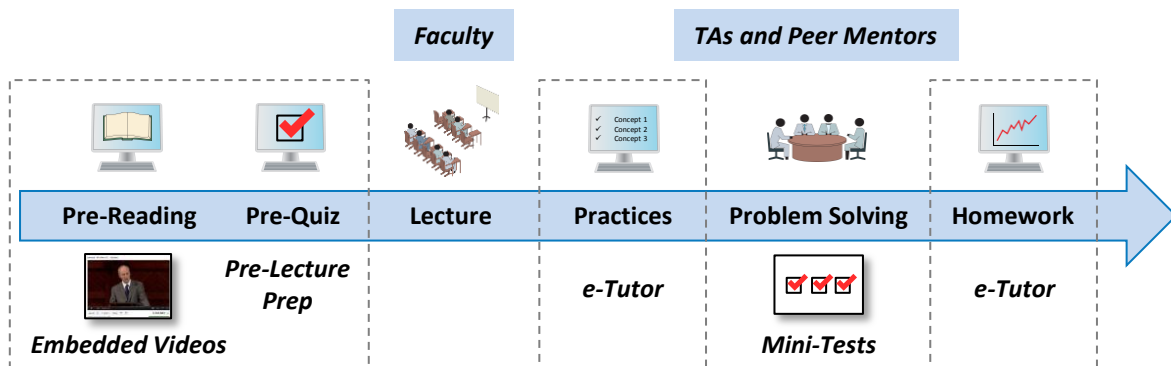 Faculty
TAs and Peer Mentors
✓ Concept 1
✓ Concept 2
✓ Concept 3
Pre-Reading
Pre-Quiz
Lecture
Practices
Problem Solving
Homework
Pre-Lecture
Prep
e-Tutor
e-Tutor
Embedded Videos
Mini-Tests